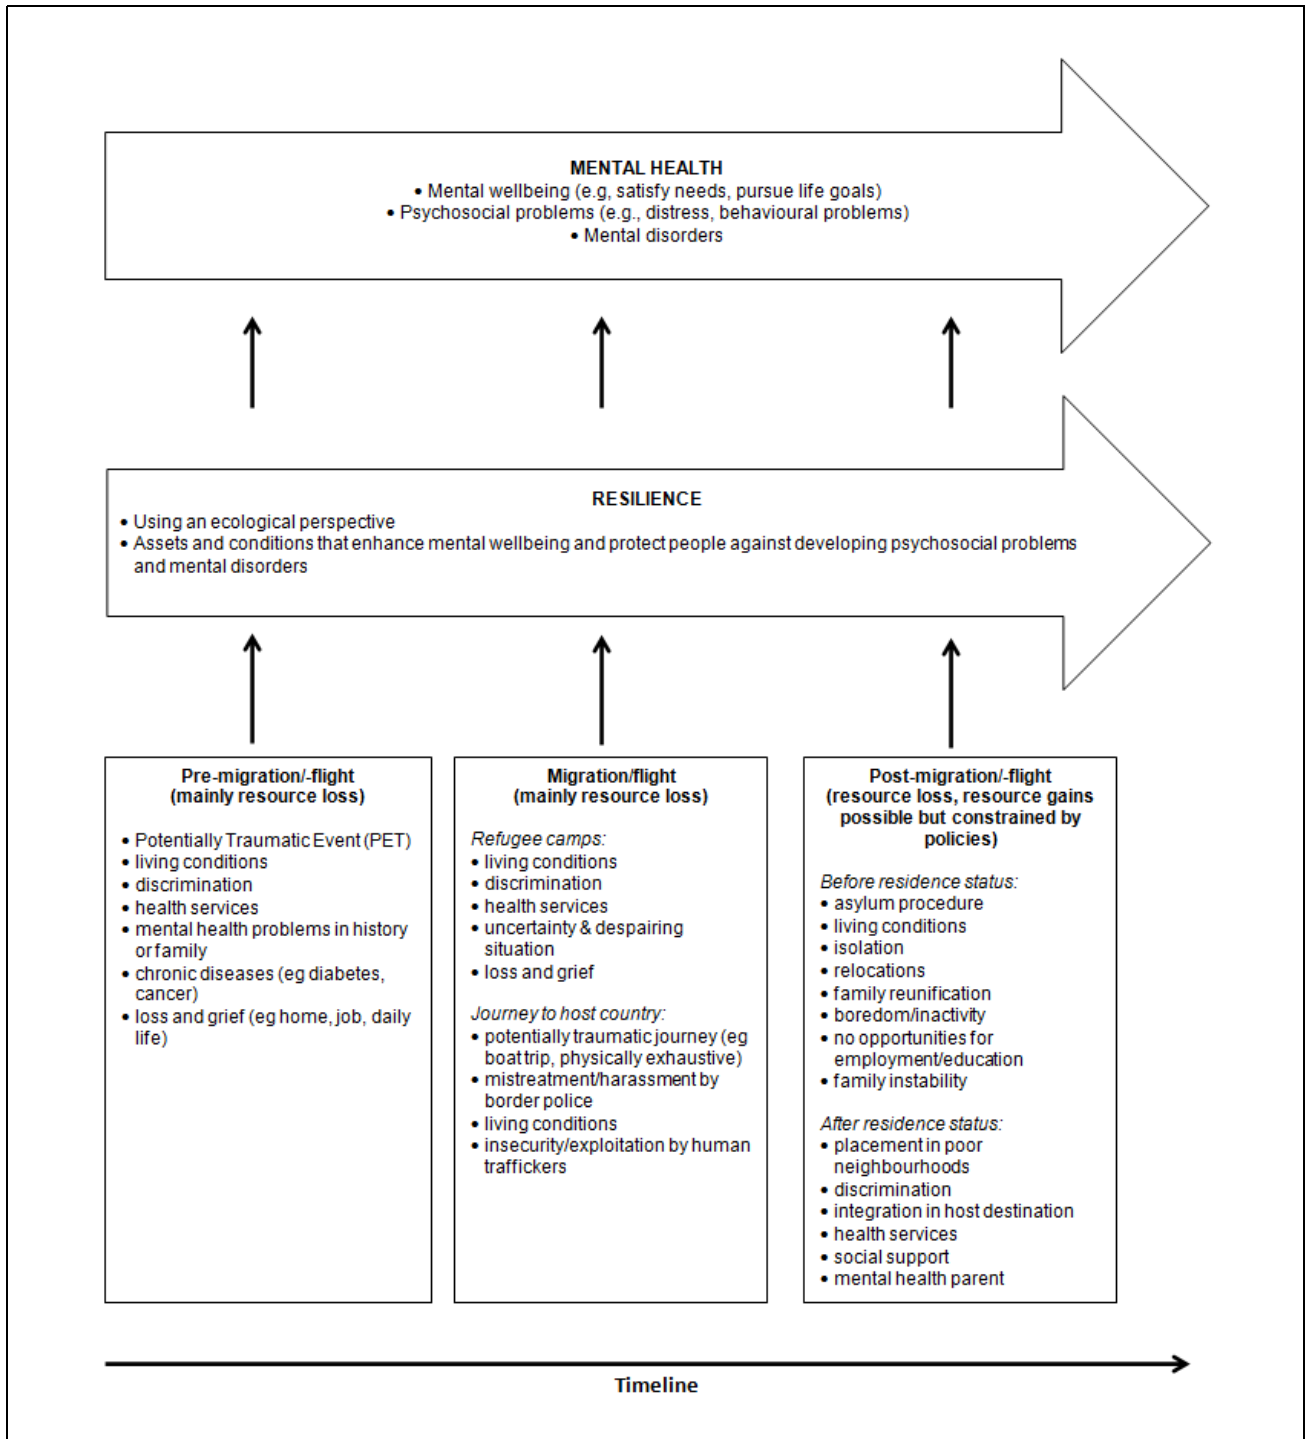 MENTAL HEALTH
• Mental wellbeing (e.g, satisfy needs, pursue life goals)
• Psychosocial problems (e.g., distress, behavioural problems)
• Mental disorders
RESILIENCE
• Using an ecological perspective
• Assets and conditions that enhance mental wellbeing and protect people against developing psychosocial problems
and mental disorders
Pre-migration/-flight
(mainly resource loss)
• Potentially Traumatic Event (PET)
• living conditions
• discrimination
• health services
• mental health problems in history
or family
• chronic diseases (eg diabetes,
cancer)
• loss and grief (eg home, job, daily
life)
Migration/flight
(mainly resource loss)
Refugee camps:
• living conditions
• discrimination
• health services
• uncertainty & despairing
situation
• loss and grief
Journey to host country:
• potentially traumatic journey (eg
boat trip, physically exhaustive)
• mistreatment/harassment by
border police
• living conditions
• insecurity/exploitation by human
traffickers
Post-migration/-flight
(resource loss, resource gains
possible but constrained by
policies)
Before residence status:
• asylum procedure
• living conditions
• isolation
• relocations
• family reunification
• boredom/inactivity
• no opportunities for
employment/education
• family instability
After residence status:
• placement in poor
neighbourhoods
• discrimination
• integration in host destination
• health services
• social support
• mental health parent
Timeline